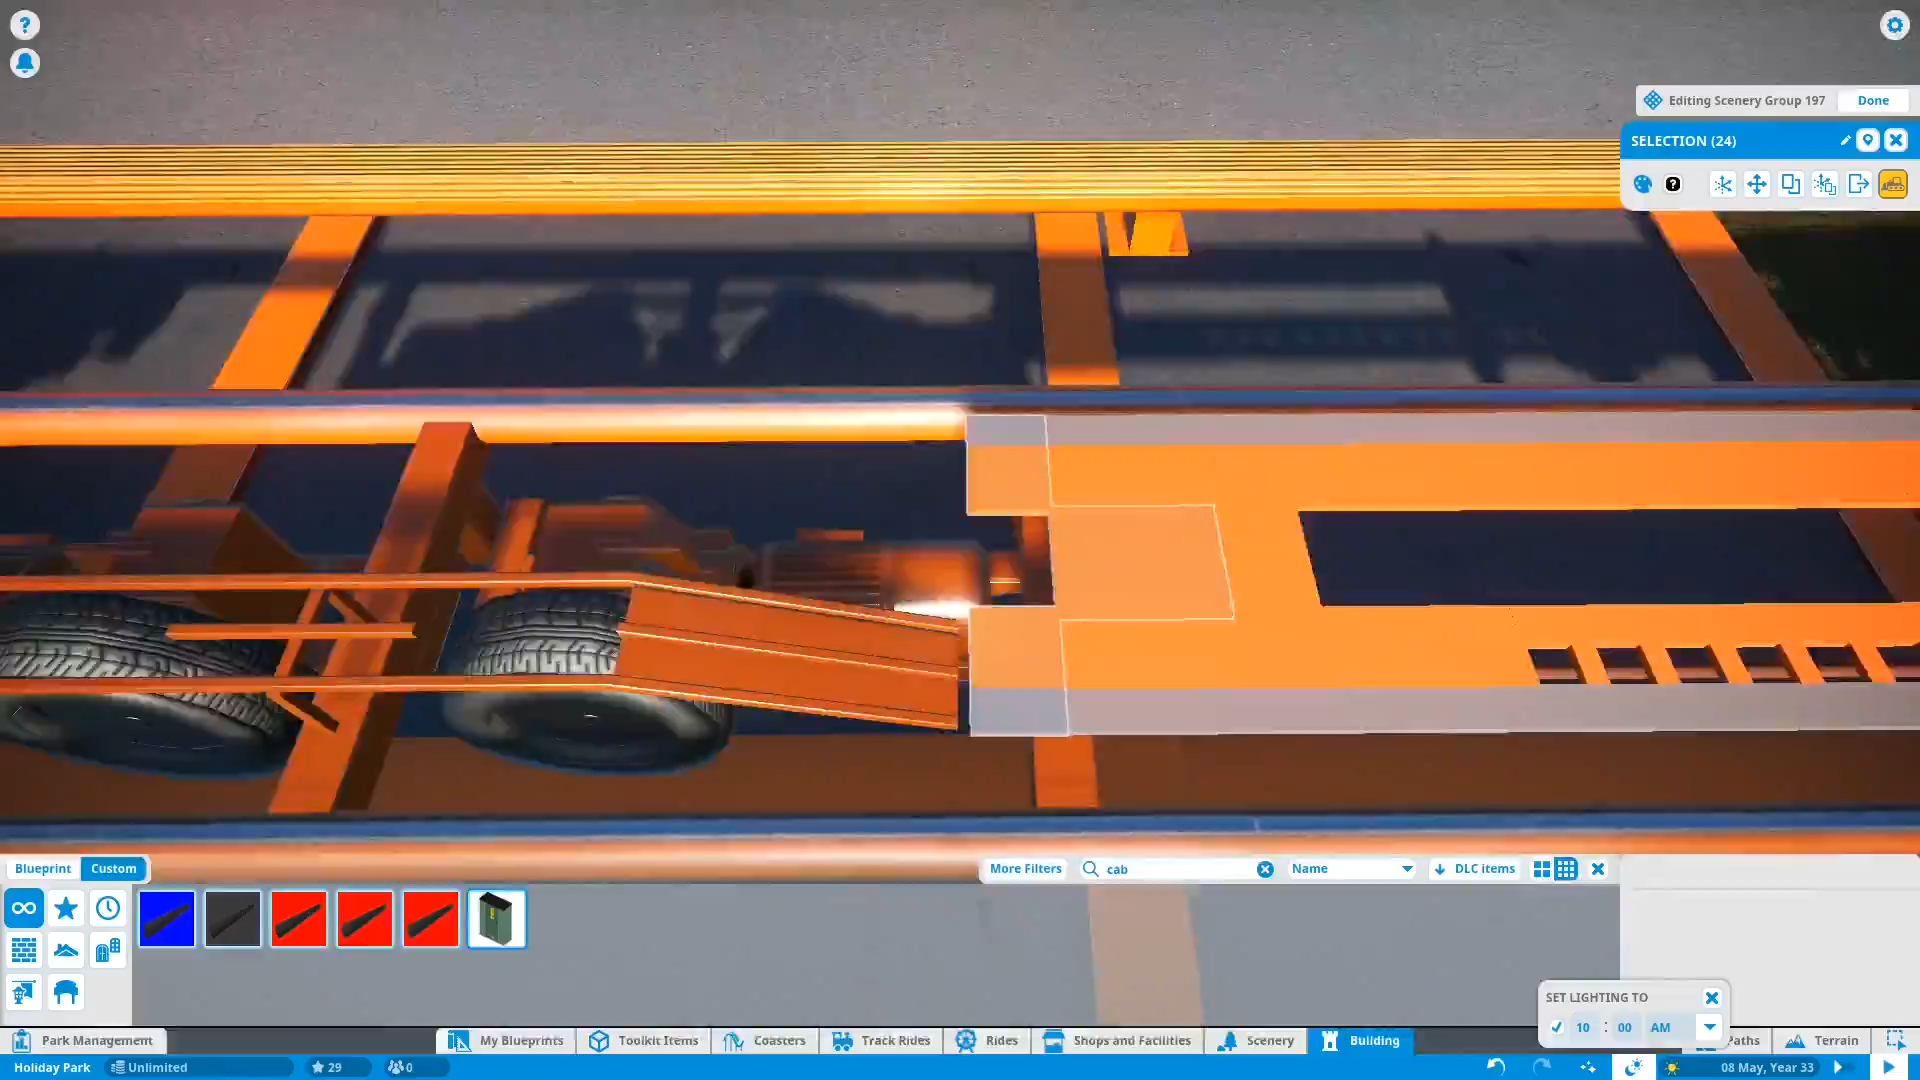 ?
Editing Scenery Group 197
Done
SELECTION (24)
?
Blueprint
Custom
More Filters
cab
Name
DLC items
SET LIGHTING TO
10 : 00 AM
Park Management
My Blueprints
Toolkit Items
Coasters
Track Rides
Rides
Shops and Facilities
Scenery
Building
Paths
Terrain
Holiday Park
Unlimited
29
0
08 May, Year 33